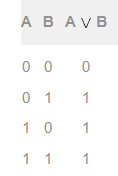 A B A ∨ B
0 0 0
0 1 1
1 0 1
1 1 1